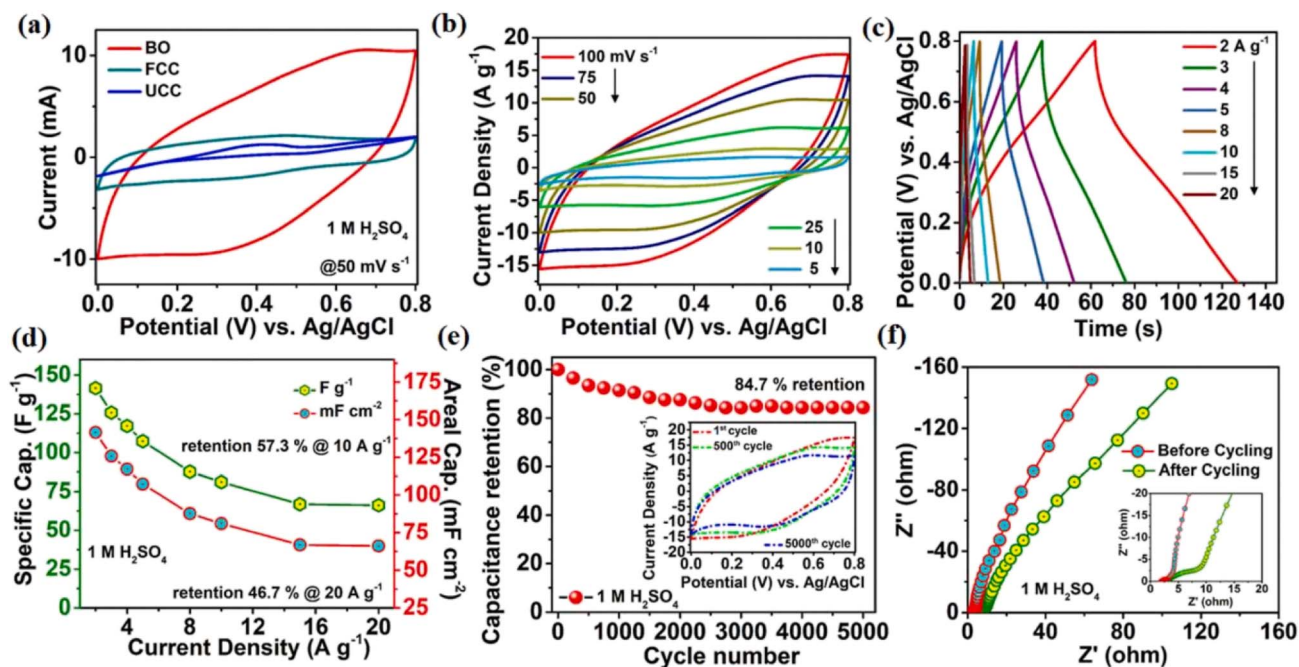 (a)
BO
FCC
UCC
Current (mA)
10
0
-10
1 M H₂SO₄
@50 mV s⁻¹
0.0 0.2 0.4 0.6 0.8
Potential (V) vs. Ag/AgCl
(b)
Current Density (A g⁻¹)
20
15
10
5
0
-5
-10
-15
100 mV s⁻¹
75
50
25
10
5
0.0 0.2 0.4 0.6 0.8
Potential (V) vs. Ag/AgCl
(c)
Potential (V) vs. Ag/AgCl
0.8
0.6
0.4
0.2
0.0
2 A g⁻¹
3
4
5
8
10
15
20
0 20 40 60 80 100 120 140
Time (s)
(d)
Specific Cap. (F g⁻¹)
150
125
100
75
50
25
0
F g⁻¹
mF cm⁻²
retention 57.3 % @ 10 A g⁻¹
1 M H₂SO₄
retention 46.7 % @ 20 A g⁻¹
175
150
125
100
75
50
25
Areal Cap. (mF cm⁻²)
4 8 12 16 20
Current Density (A g⁻¹)
(e)
Capacitance retention (%)
100
80
60
40
20
0
84.7 % retention
Current Density (A g⁻¹)
20
15
10
5
0
-5
-10
-15
1ˢᵗ cycle
500ᵗʰ cycle
5000ᵗʰ cycle
0.0 0.2 0.4 0.6 0.8
Potential (V) vs. Ag/AgCl
1 M H₂SO₄
0 1000 2000 3000 4000 5000
Cycle number
(f)
Z'' (ohm)
-160
-120
-80
-40
0
Before Cycling
After Cycling
Z'' (ohm)
-20
-15
-10
-5
0
0 5 10 15 20
Z' (ohm)
1 M H₂SO₄
0 40 80 120 160
Z' (ohm)